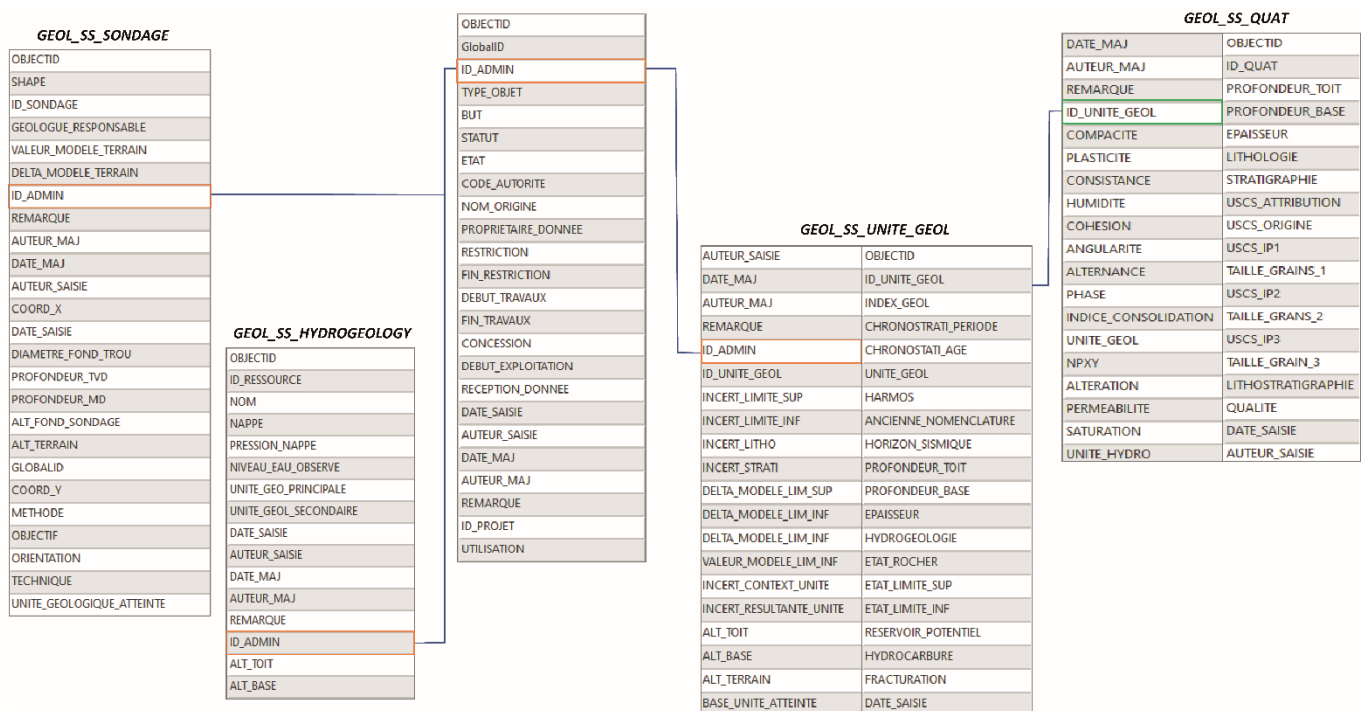 GEOL_SS_SONDAGE
OBJECTID
SHAPE
ID_SONDAGE
GEOLOGUE_RESPONSABLE
VALEUR_MODELE_TERRAIN
DELTA_MODELE_TERRAIN
ID_ADMIN
REMARQUE
AUTEUR_MAJ
DATE_MAJ
AUTEUR_SAISIE
COORD_X
DATE_SAISIE
DIAMETRE_FOND_TROU
PROFONDEUR_TVD
PROFONDEUR_MD
ALT_FOND_SONDAGE
ALT_TERRAIN
GLOBALID
COORD_Y
METHODE
OBJECTIF
ORIENTATION
TECHNIQUE
UNITE_GEOLOGIQUE_ATTEINTE
GEOL_SS_HYDROGEOLOGY
OBJECTID
ID_RESSOURCE
NOM
NAPPE
PRESSION_NAPPE
NIVEAU_EAU_OBSERVE
UNITE_GEO_PRINCIPALE
UNITE_GEOL_SECONDAIRE
DATE_SAISIE
AUTEUR_SAISIE
DATE_MAJ
AUTEUR_MAJ
REMARQUE
ID_ADMIN
ALT_TOIT
ALT_BASE
OBJECTID
GlobalID
ID_ADMIN
TYPE_OBJET
BUT
STATUT
ETAT
CODE_AUTORITE
NOM_ORIGINE
PROPRIETAIRE_DONNEE
RESTRICTION
FIN_RESTRICTION
DEBUT_TRAVAUX
FIN_TRAVAUX
CONCESSION
DEBUT_EXPLOITATION
RECEPTION_DONNEE
DATE_SAISIE
AUTEUR_SAISIE
DATE_MAJ
AUTEUR_MAJ
REMARQUE
ID_PROJET
UTILISATION
GEOL_SS_UNITE_GEOL
AUTEUR_SAISIE OBJECTID
DATE_MAJ ID_UNITE_GEOL
AUTEUR_MAJ INDEX_GEOL
REMARQUE CHRONOSTRATI_PERIODE
ID_ADMIN CHRONOSTATI_AGE
ID_UNITE_GEOL UNITE_GEOL
INCERT_LIMITE_SUP HARMOS
INCERT_LIMITE_INF ANCIENNE_NOMENCLATURE
INCERT_LITHO HORIZON_SISMIQUE
INCERT_STRATI PROFONDEUR_TOIT
DELTA_MODELE_LIM_SUP PROFONDEUR_BASE
DELTA_MODELE_LIM_INF EPAISSEUR
DELTA_MODELE_LIM_INF HYDROGEOLOGIE
VALEUR_MODELE_LIM_INF ETAT_ROCHER
INCERT_CONTEXT_UNITE ETAT_LIMITE_SUP
INCERT_RESULTANTE_UNITE ETAT_LIMITE_INF
ALT_TOIT RESERVOIR_POTENTIEL
ALT_BASE HYDROCARBURE
ALT_TERRAIN FRACTURATION
BASE_UNITE_ATTEINTE DATE_SAISIE
GEOL_SS_QUAT
DATE_MAJ OBJECTID
AUTEUR_MAJ ID_QUAT
REMARQUE PROFONDEUR_TOIT
ID_UNITE_GEOL PROFONDEUR_BASE
COMPACITE EPAISSEUR
PLASTICITE LITHOLOGIE
CONSISTANCE STRATIGRAPHIE
HUMIDITE USCS_ATTRIBUTION
COHESION USCS_ORIGINE
ANGULARITE USCS_IP1
ALTERNANCE TAILLE_GRAINS_1
PHASE USCS_IP2
INDICE_CONSOLIDATION TAILLE_GRANS_2
UNITE_GEOL USCS_IP3
NPXY TAILLE_GRAIN_3
ALTERATION LITHOSTRATIGRAPHIE
PERMEABILITE QUALITE
SATURATION DATE_SAISIE
UNITE_HYDRO AUTEUR_SAISIE